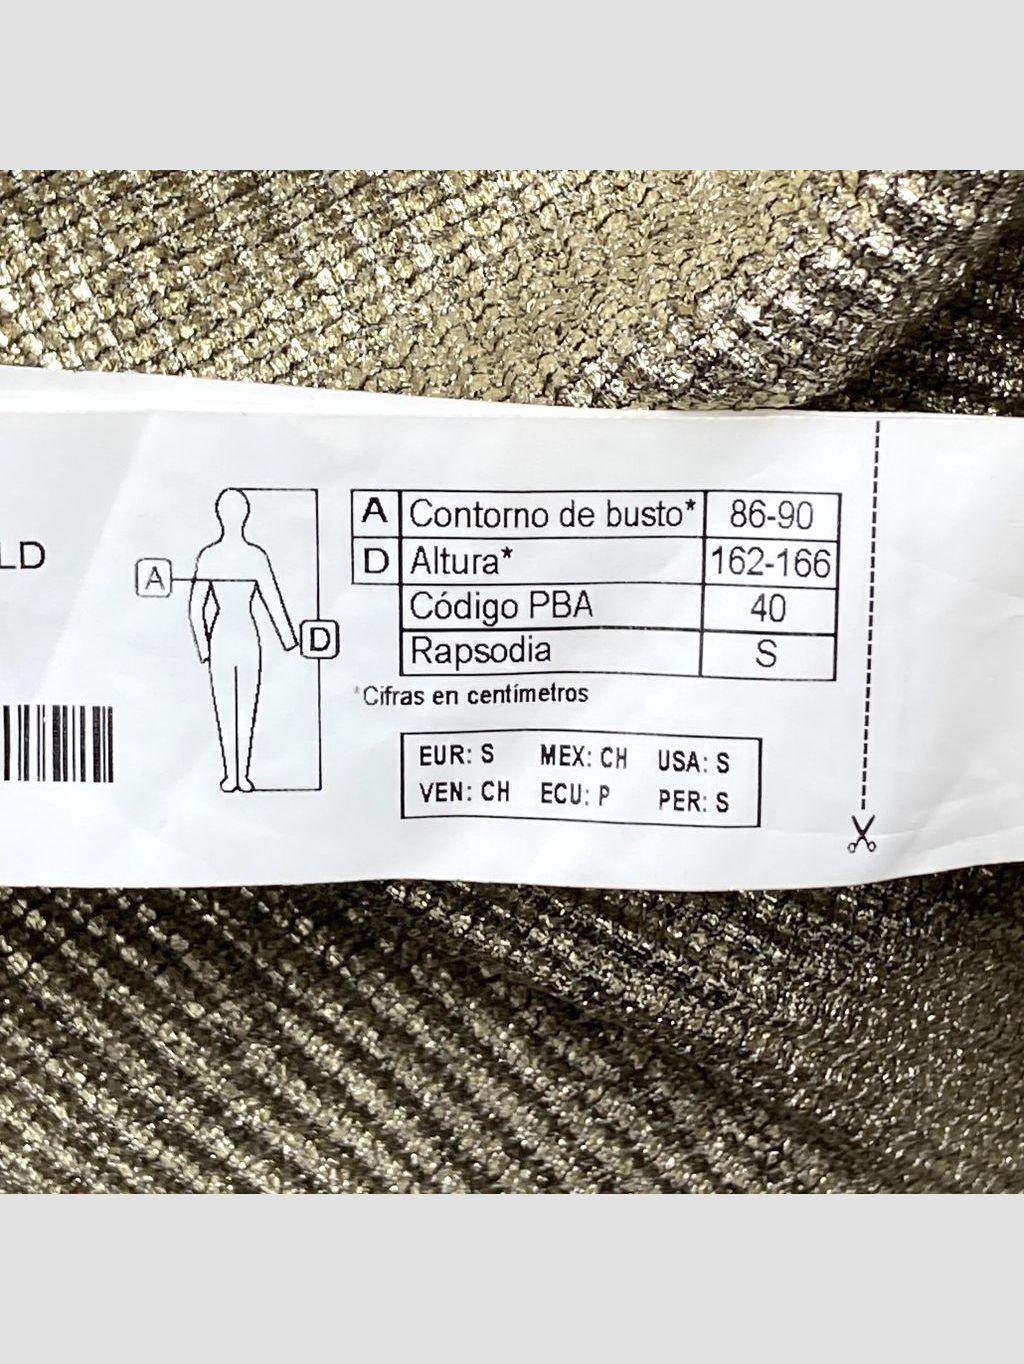 LD
A
D
A Contorno de busto* 86-90
D Altura* 162-166
Código PBA 40
Rapsodia S
*Cifras en centímetros
EUR: S MEX: CH USA: S
VEN: CH ECU: P PER: S